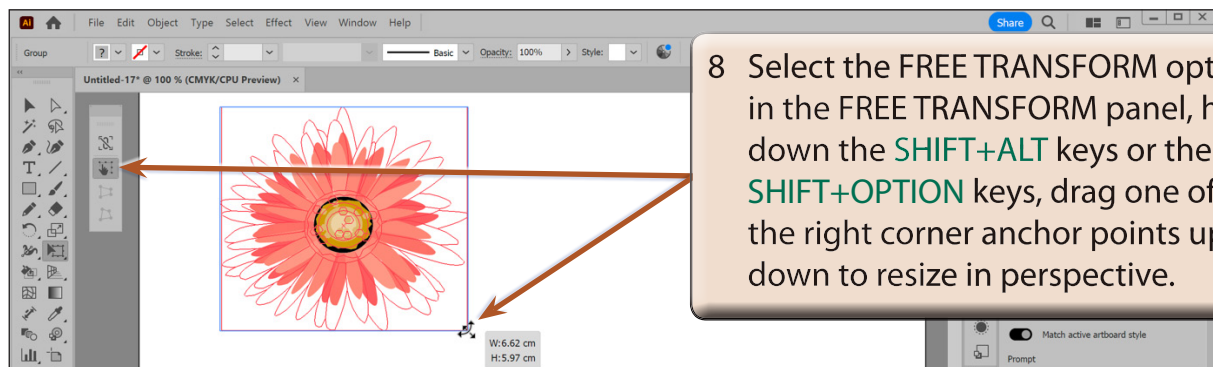 Ai File Edit Object Type Select Effect View Window Help Share
Group ? Stroke: Basic Opacity: 100% Style:
Untitled-17* @ 100 % (CMYK/CPU Preview) ×
8 Select the FREE TRANSFORM
in the FREE TRANSFORM panel,
down the SHIFT+ALT keys or the
SHIFT+OPTION keys, drag one of
the right corner anchor points
down to resize in perspective.
W:6.62 cm
H:5.97 cm
Match active artboard style
Prompt